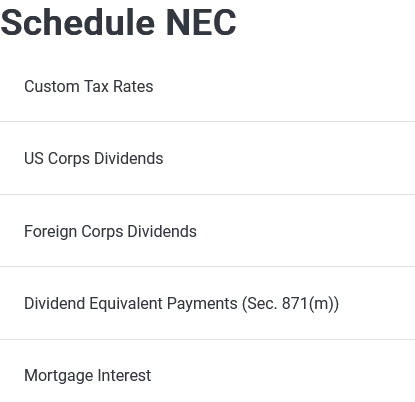 Schedule NEC
Custom Tax Rates
US Corps Dividends
Foreign Corps Dividends
Dividend Equivalent Payments (Sec. 871(m))
Mortgage Interest